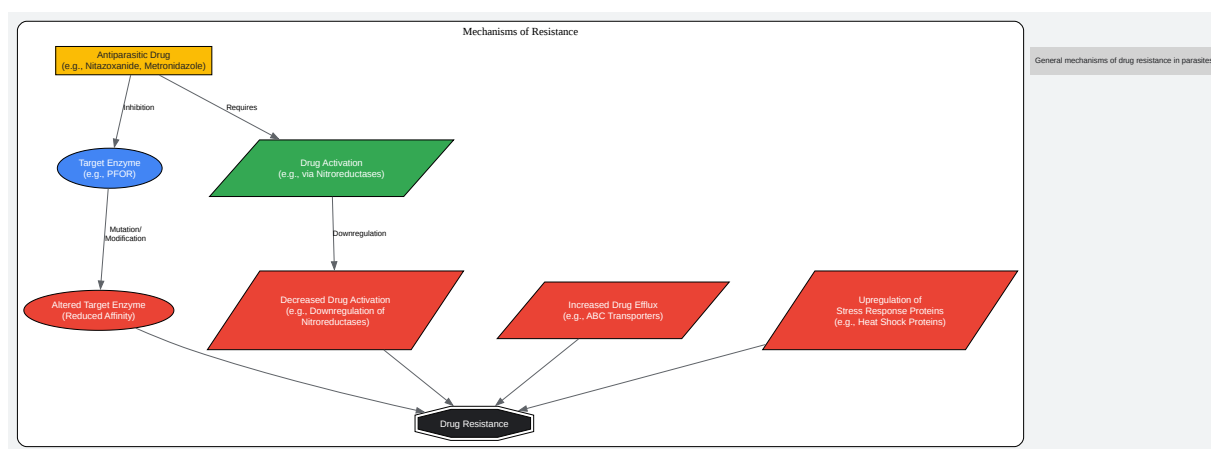 Mechanisms of Resistance
Antiparasitic Drug
(e.g., Nitazoxanide, Metronidazole)
General mechanisms of drug resistance in parasites
Inhibition
Requires
Target Enzyme
(e.g., PFOR)
Drug Activation
(e.g., via Nitroreductases)
Mutation/
Modification
Downregulation
Altered Target Enzyme
(Reduced Affinity)
Decreased Drug Activation
(e.g., Downregulation of
Nitroreductases)
Increased Drug Efflux
(e.g., ABC Transporters)
Upregulation of
Stress Response Proteins
(e.g., Heat Shock Proteins)
Drug Resistance